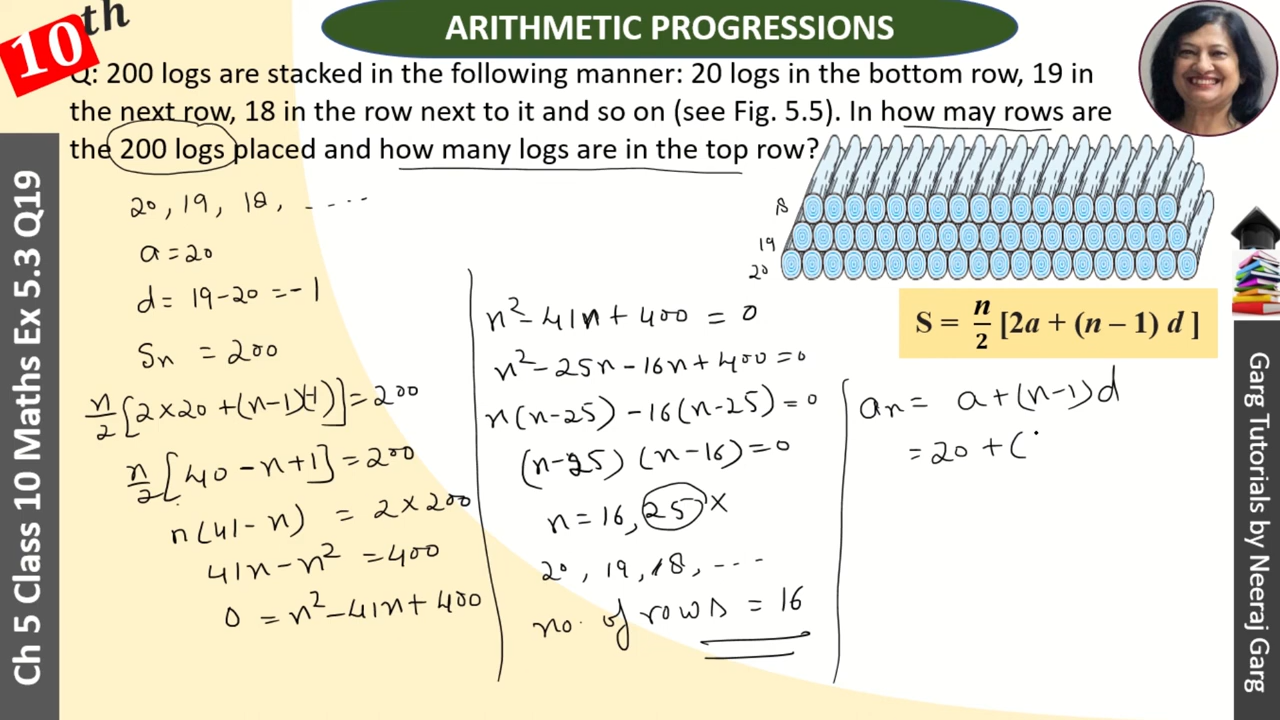 10th
ARITHMETIC PROGRESSIONS
Q: 200 logs are stacked in the following manner: 20 logs in the bottom row, 19 in
the next row, 18 in the row next to it and so on (see Fig. 5.5). In how may rows are
the 200 logs placed and how many logs are in the top row?
20, 19, 18, ....
a = 20
d = 19-20 = -1
Sn = 200
n/2 [2×20 + (n-1)(-1)] = 200
n/2 [40 - n + 1] = 200
n(41 - n) = 2 × 200
41n - n² = 400
0 = n² - 41n + 400
n² - 41n + 400 = 0
n² - 25n - 16n + 400 = 0
n(n-25) - 16(n-25) = 0
(n-25) (n-16) = 0
n = 16, 25 ×
20, 19, 18, ...
no. of rows = 16
18
19
20
S = n/2 [2a + (n – 1) d ]
an = a + (n-1)d
= 20 + (
Ch 5 Class 10 Maths Ex 5.3 Q19
Garg Tutorials by Neeraj Garg